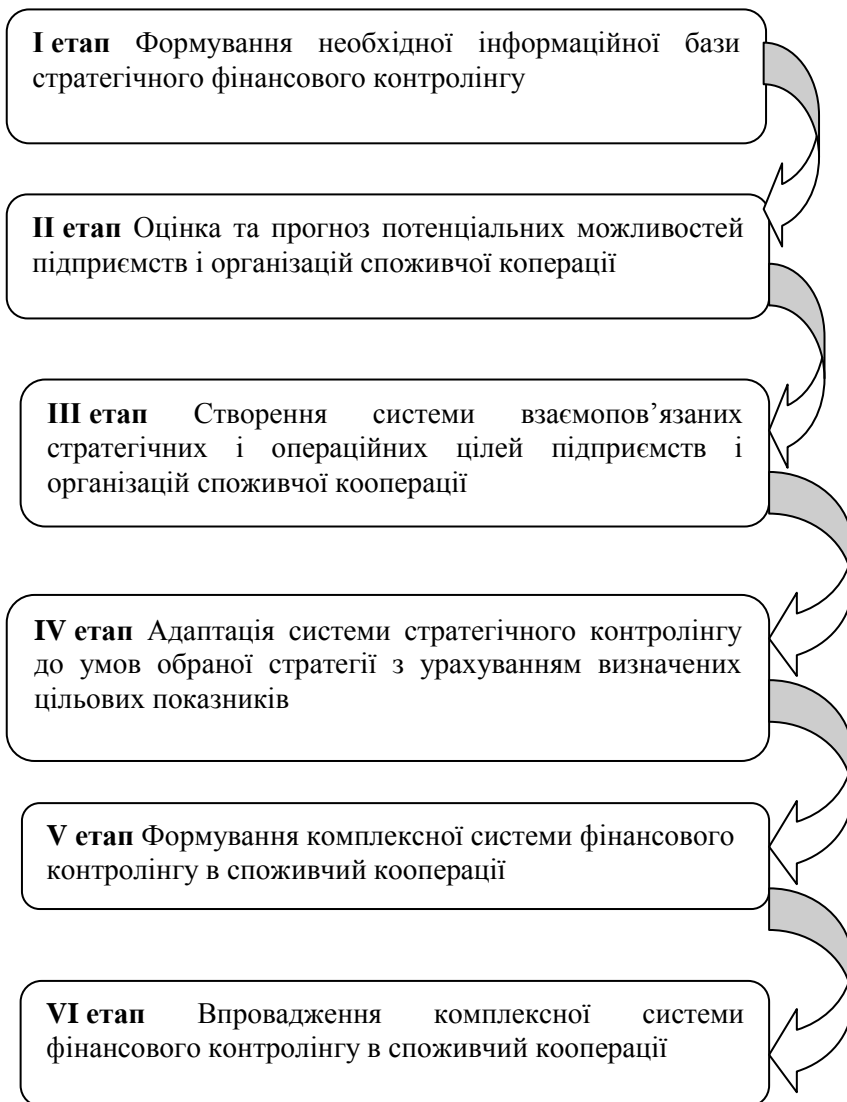 I етап Формування необхідної інформаційної бази
стратегічного фінансового контролінгу
II етап Оцінка та прогноз потенціальних можливостей
підприємств і організацій споживчої коперації
III етап Створення системи взаємопов’язаних
стратегічних і операційних цілей підприємств і
організацій споживчої кооперації
IV етап Адаптація системи стратегічного контролінгу
до умов обраної стратегії з урахуванням визначених
цільових показників
V етап Формування комплексної системи фінансового
контролінгу в споживчий кооперації
VI етап Впровадження комплексної системи
фінансового контролінгу в споживчий кооперації